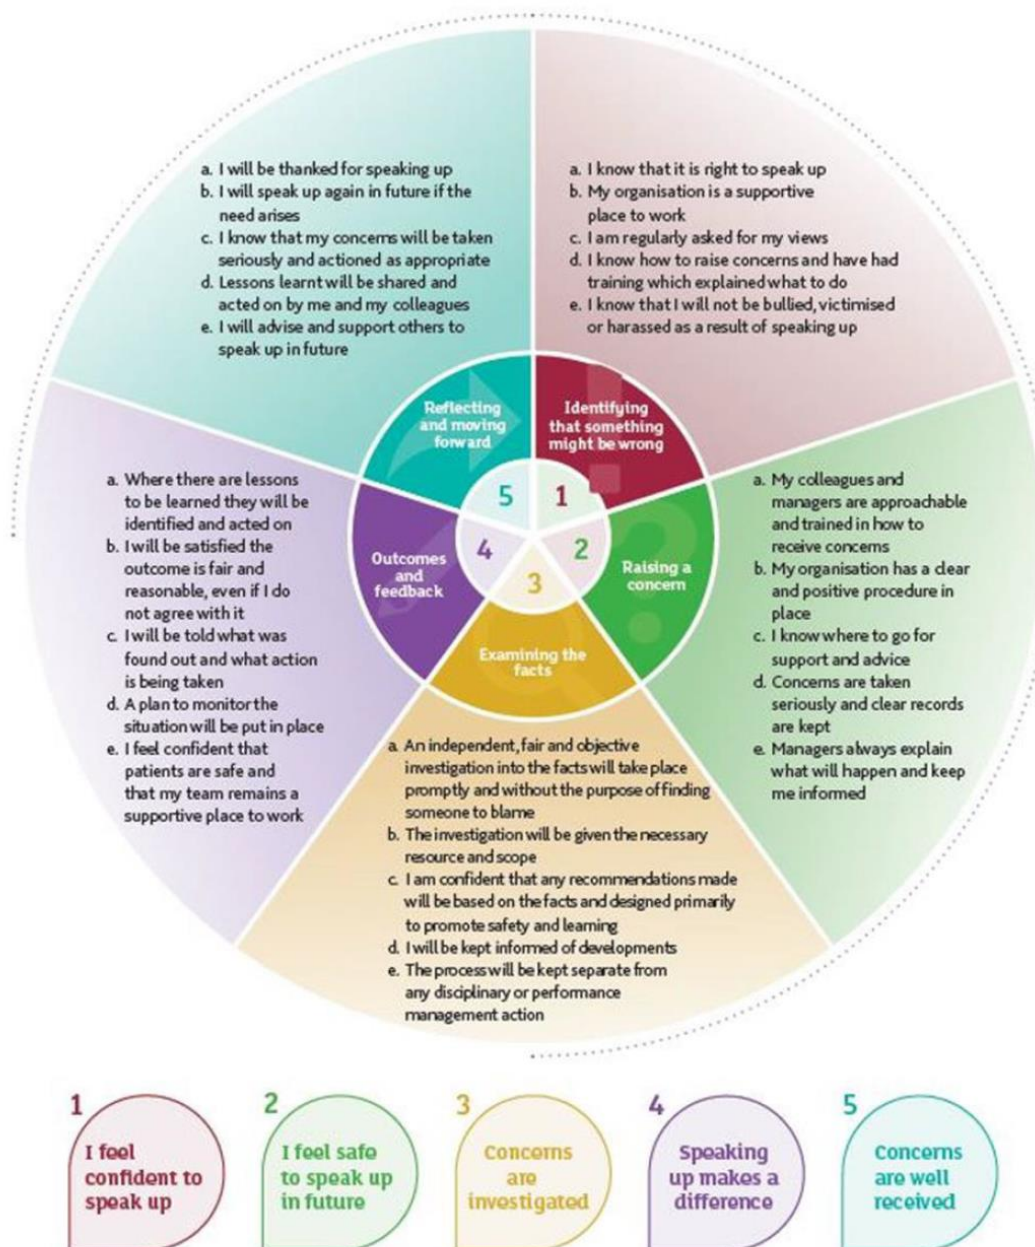 a. I will be thanked for speaking up
b. I will speak up again in future if the
need arises
c. I know that my concerns will be taken
seriously and actioned as appropriate
d. Lessons learnt will be shared and
acted on by me and my colleagues
e. I will advise and support others to
speak up in future
a. I know that it is right to speak up
b. My organisation is a supportive
place to work
c. I am regularly asked for my views
d. I know how to raise concerns and have had
training which explained what to do
e. I know that I will not be bullied, victimised
or harassed as a result of speaking up
Reflecting
and moving
forward
5
Identifying
that something
might be wrong
1
a. Where there are lessons
to be learned they will be
identified and acted on
b. I will be satisfied the
outcome is fair and
reasonable, even if I do
not agree with it
c. I will be told what was
found out and what action
is being taken
d. A plan to monitor the
situation will be put in place
e. I feel confident that
patients are safe and
that my team remains a
supportive place to work
Outcomes
and
feedback
4
2
Raising a
concern
3
Examining the
facts
a. My colleagues and
managers are approachable
and trained in how to
receive concerns
b. My organisation has a clear
and positive procedure in
place
c. I know where to go for
support and advice
d. Concerns are taken
seriously and clear records
are kept
e. Managers always explain
what will happen and keep
me informed
a. An independent, fair and objective
investigation into the facts will take place
promptly and without the purpose of finding
someone to blame
b. The investigation will be given the necessary
resource and scope
c. I am confident that any recommendations made
will be based on the facts and designed primarily
to promote safety and learning
d. I will be kept informed of developments
e. The process will be kept separate from
any disciplinary or performance
management action
1
I feel
confident to
speak up
2
I feel safe
to speak up
in future
3
Concerns
are
investigated
4
Speaking
up makes a
difference
5
Concerns
are well
received